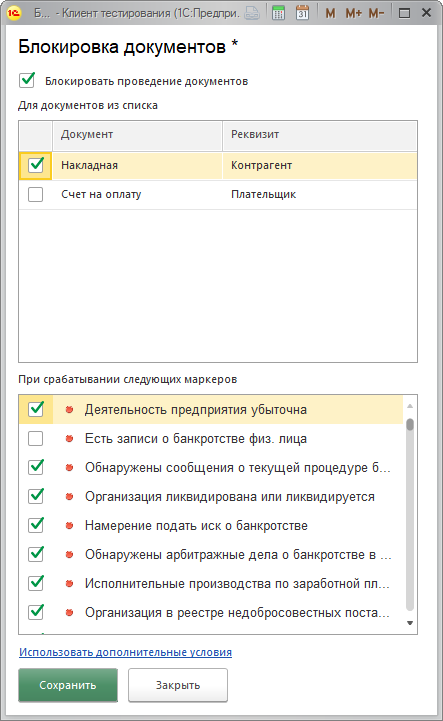 Б... - Клиент тестирования (1С:Предпри... 31 M M+ M-
Блокировка документов *
Блокировать проведение документов
Для документов из списка
Документ Реквизит
Накладная Контрагент
Счет на оплату Плательщик
При срабатывании следующих маркеров
Деятельность предприятия убыточна
Есть записи о банкротстве физ. лица
Обнаружены сообщения о текущей процедуре б...
Организация ликвидирована или ликвидируется
Намерение подать иск о банкротстве
Обнаружены арбитражные дела о банкротстве в ...
Исполнительные производства по заработной пл...
Организация в реестре недобросовестных поста...
Использовать дополнительные условия
Сохранить Закрыть